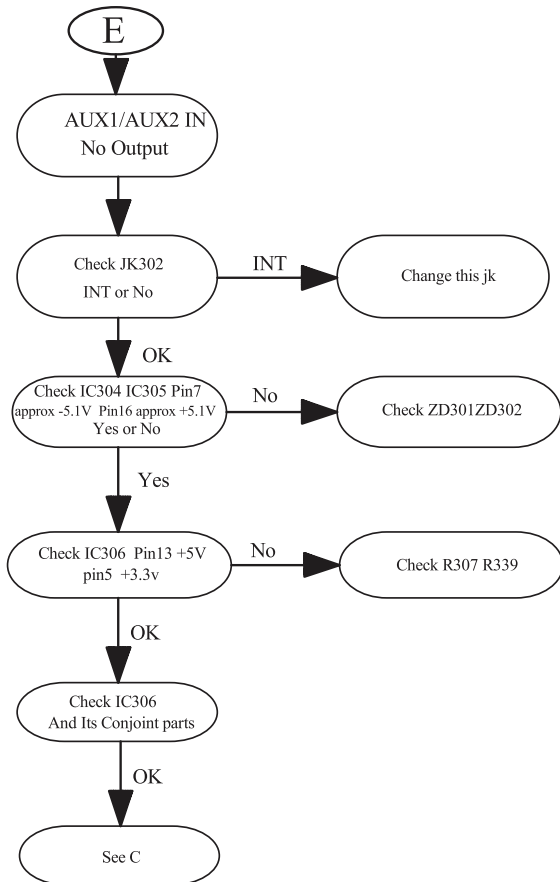 E
AUX1/AUX2 IN
No Output
Check JK302
INT or No
INT
Change this jk
OK
Check IC304 IC305 Pin7
approx -5.1V Pin16 approx +5.1V
Yes or No
No
Check ZD301ZD302
Yes
Check IC306 Pin13 +5V
pin5 +3.3v
No
Check R307 R339
OK
Check IC306
And Its Conjoint parts
OK
See C